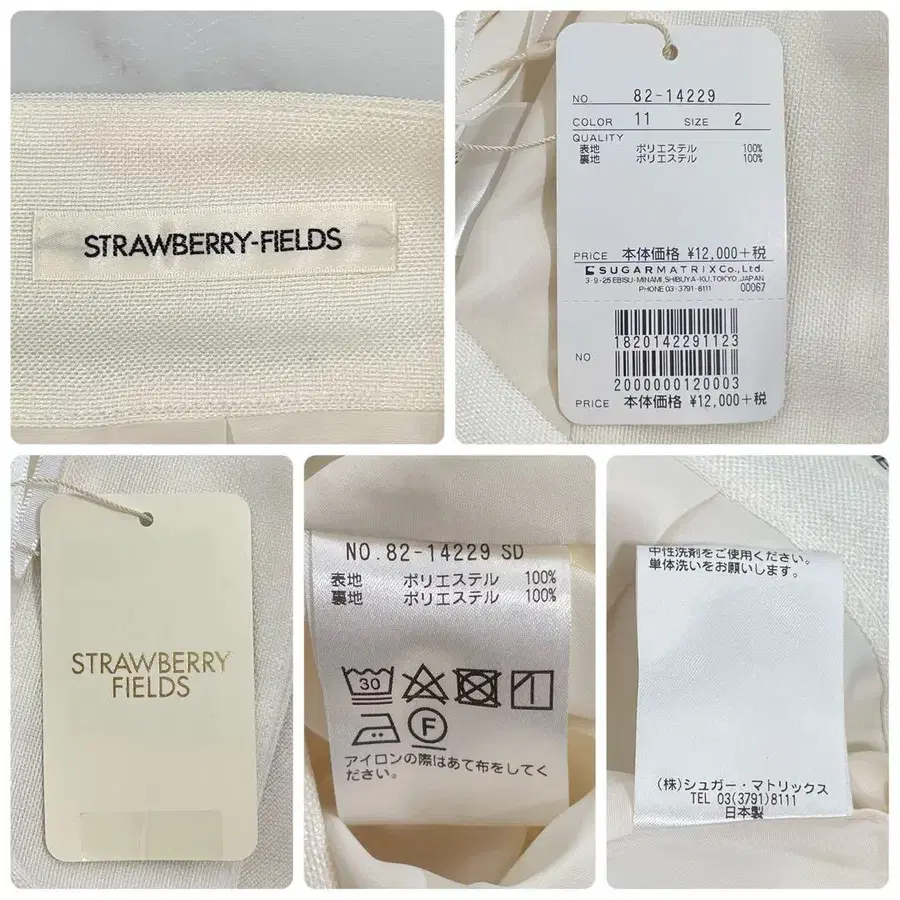 STRAWBERRY-FIELDS
NO. 82-14229
COLOR 11 SIZE 2
QUALITY
表地 ポリエステル 100%
裏地 ポリエステル 100%
PRICE 本体価格 ¥12,000+税
SUGARMATRIX Co., Ltd.
3-9-25 EBISU-MINAMI, SHIBUYA-KU, TOKYO, JAPAN
PHONE 03-3791-8111 00067
1820142291123
NO
2000000120003
PRICE 本体価格 ¥12,000+税
STRAWBERRY
FIELDS
NO.82-14229 SD
表地 ポリエステル 100%
裏地 ポリエステル 100%
30
F
アイロンの際はあて布をしてく
ださい。
中性洗剤をご使用ください。
単体洗いをお願いします。
(株)シュガー・マトリックス
TEL 03(3791)8111
日本製